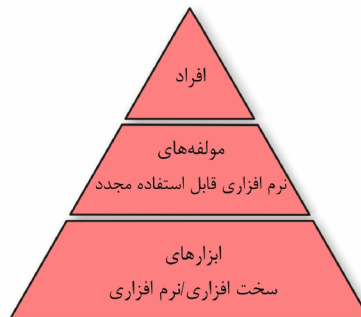 افراد
مولفه‌های
نرم افزاری قابل استفاده مجدد
ابزارهای
سخت افزاری/نرم افزاری